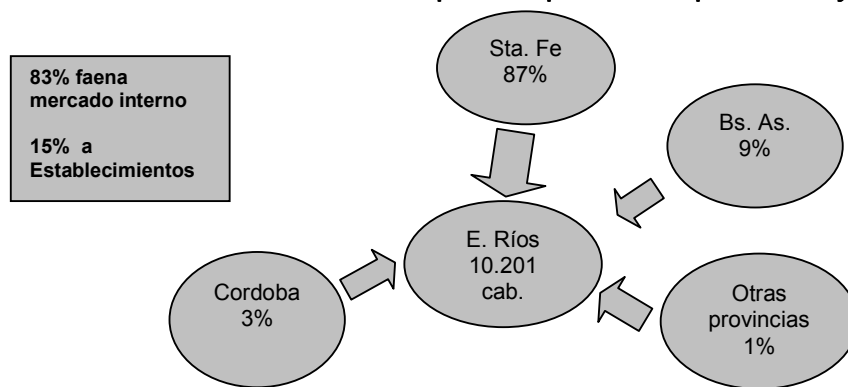 83% faena
mercado interno
15% a
Establecimientos
Sta. Fe
87%
Bs. As.
9%
E. Ríos
10.201
cab.
Cordoba
3%
Otras
provincias
1%